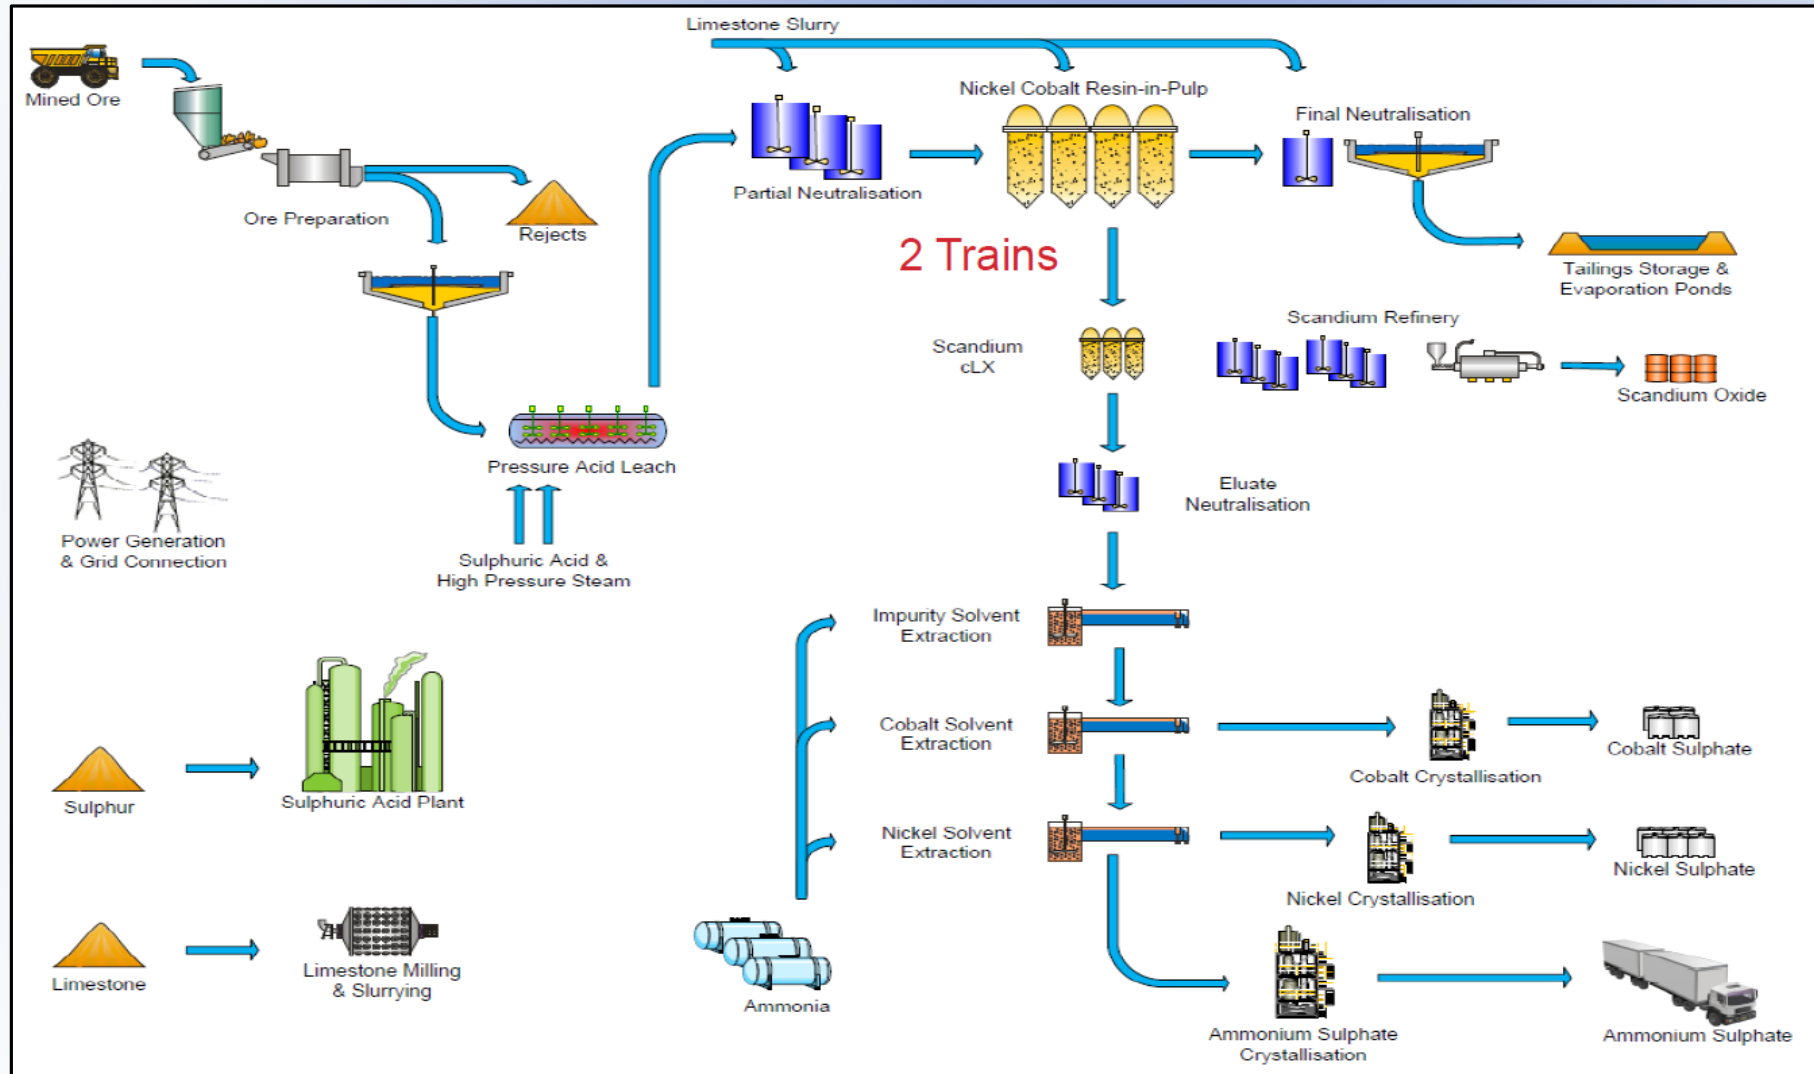 Limestone Slurry
Mined Ore
Nickel Cobalt Resin-in-Pulp
Final Neutralisation
Partial Neutralisation
Ore Preparation
Rejects
2 Trains
Tailings Storage &
Evaporation Ponds
Scandium Refinery
Scandium
cLX
Scandium Oxide
Pressure Acid Leach
Eluate
Neutralisation
Power Generation
& Grid Connection
Sulphuric Acid &
High Pressure Steam
Impurity Solvent
Extraction
Cobalt Solvent
Extraction
Cobalt Crystallisation
Cobalt Sulphate
Sulphur
Sulphuric Acid Plant
Nickel Solvent
Extraction
Nickel Crystallisation
Nickel Sulphate
Limestone
Limestone Milling
& Slurrying
Ammonia
Ammonium Sulphate
Crystallisation
Ammonium Sulphate